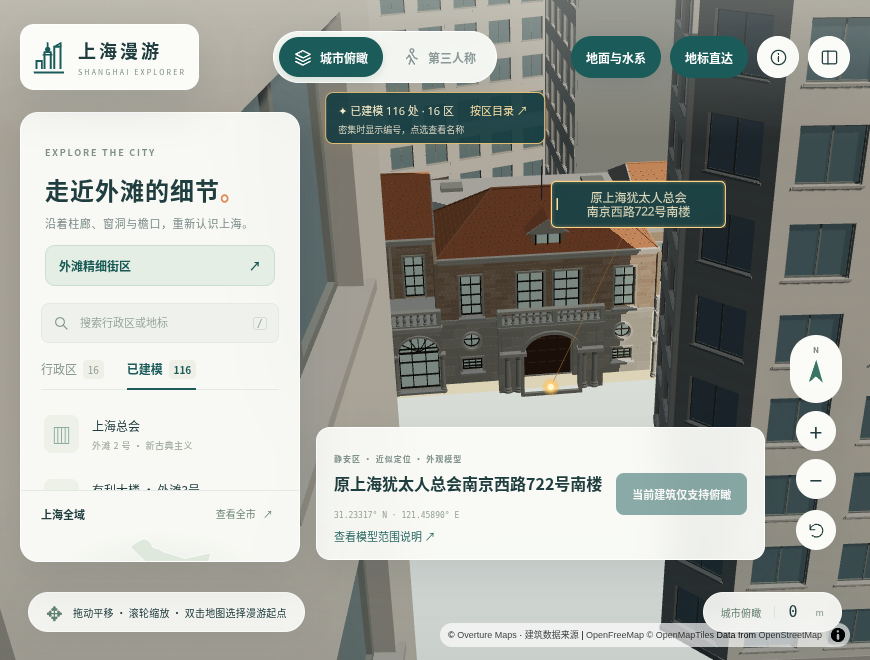 上海漫游
SHANGHAI EXPLORER
城市俯瞰
第三人称
地面与水系
地标直达
✦ 已建模 116 处 · 16 区 按区目录 ↗
密集时显示编号，点选查看名称
EXPLORE THE CITY
走近外滩的细节。
沿着柱廊、窗洞与檐口，重新认识上海。
外滩精细街区 ↗
搜索行政区或地标 /
行政区 16 已建模 116
上海总会
外滩 2 号 · 新古典主义
上海全域 查看全市 ↗
原上海犹太人总会
南京西路722号南楼
N
+
−
静安区 · 近似定位 · 外观模型
原上海犹太人总会南京西路722号南楼
当前建筑仅支持俯瞰
31.23317° N · 121.45890° E
查看模型范围说明 ↗
拖动平移 · 滚轮缩放 · 双击地图选择漫游起点
城市俯瞰 0 m
© Overture Maps · 建筑数据来源 | OpenFreeMap © OpenMapTiles Data from OpenStreetMap